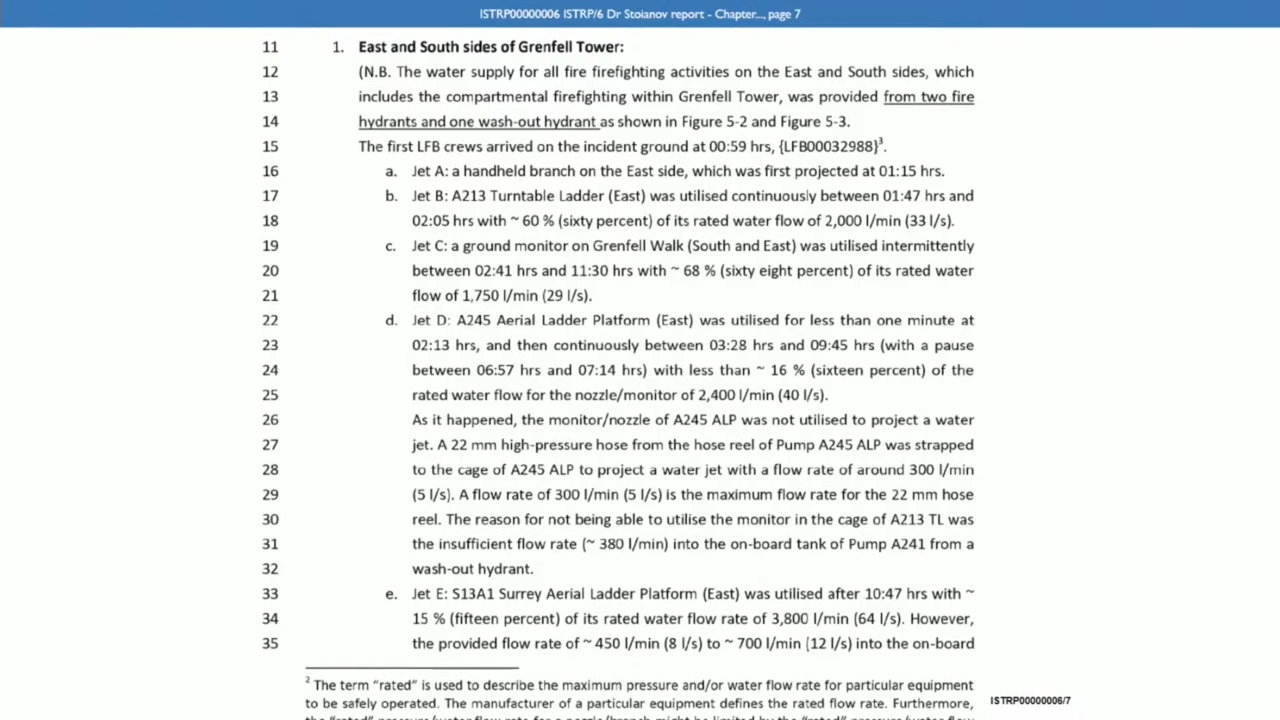 ISTRP00000006 ISTRP/6 Dr Stoianov report - Chapter..., page 7
11 1. East and South sides of Grenfell Tower:
12 (N.B. The water supply for all fire firefighting activities on the East and South sides, which
13 includes the compartmental firefighting within Grenfell Tower, was provided from two fire
14 hydrants and one wash-out hydrant as shown in Figure 5-2 and Figure 5-3.
15 The first LFB crews arrived on the incident ground at 00:59 hrs, {LFB00032988}³.
16 a. Jet A: a handheld branch on the East side, which was first projected at 01:15 hrs.
17 b. Jet B: A213 Turntable Ladder (East) was utilised continuously between 01:47 hrs and
18 02:05 hrs with ~ 60 % (sixty percent) of its rated water flow of 2,000 l/min (33 l/s).
19 c. Jet C: a ground monitor on Grenfell Walk (South and East) was utilised intermittently
20 between 02:41 hrs and 11:30 hrs with ~ 68 % (sixty eight percent) of its rated water
21 flow of 1,750 l/min (29 l/s).
22 d. Jet D: A245 Aerial Ladder Platform (East) was utilised for less than one minute at
23 02:13 hrs, and then continuously between 03:28 hrs and 09:45 hrs (with a pause
24 between 06:57 hrs and 07:14 hrs) with less than ~ 16 % (sixteen percent) of the
25 rated water flow for the nozzle/monitor of 2,400 l/min (40 l/s).
26 As it happened, the monitor/nozzle of A245 ALP was not utilised to project a water
27 jet. A 22 mm high-pressure hose from the hose reel of Pump A245 ALP was strapped
28 to the cage of A245 ALP to project a water jet with a flow rate of around 300 l/min
29 (5 l/s). A flow rate of 300 l/min (5 l/s) is the maximum flow rate for the 22 mm hose
30 reel. The reason for not being able to utilise the monitor in the cage of A213 TL was
31 the insufficient flow rate (~ 380 l/min) into the on-board tank of Pump A241 from a
32 wash-out hydrant.
33 e. Jet E: S13A1 Surrey Aerial Ladder Platform (East) was utilised after 10:47 hrs with ~
34 15 % (fifteen percent) of its rated water flow rate of 3,800 l/min (64 l/s). However,
35 the provided flow rate of ~ 450 l/min (8 l/s) to ~ 700 l/min (12 l/s) into the on-board
² The term "rated" is used to describe the maximum pressure and/or water flow rate for particular equipment
to be safely operated. The manufacturer of a particular equipment defines the rated flow rate. Furthermore,
the "rated" pressure/water flow rate for a nozzle/branch might be limited by the "rated" pressure/water flow
ISTRP00000006/7